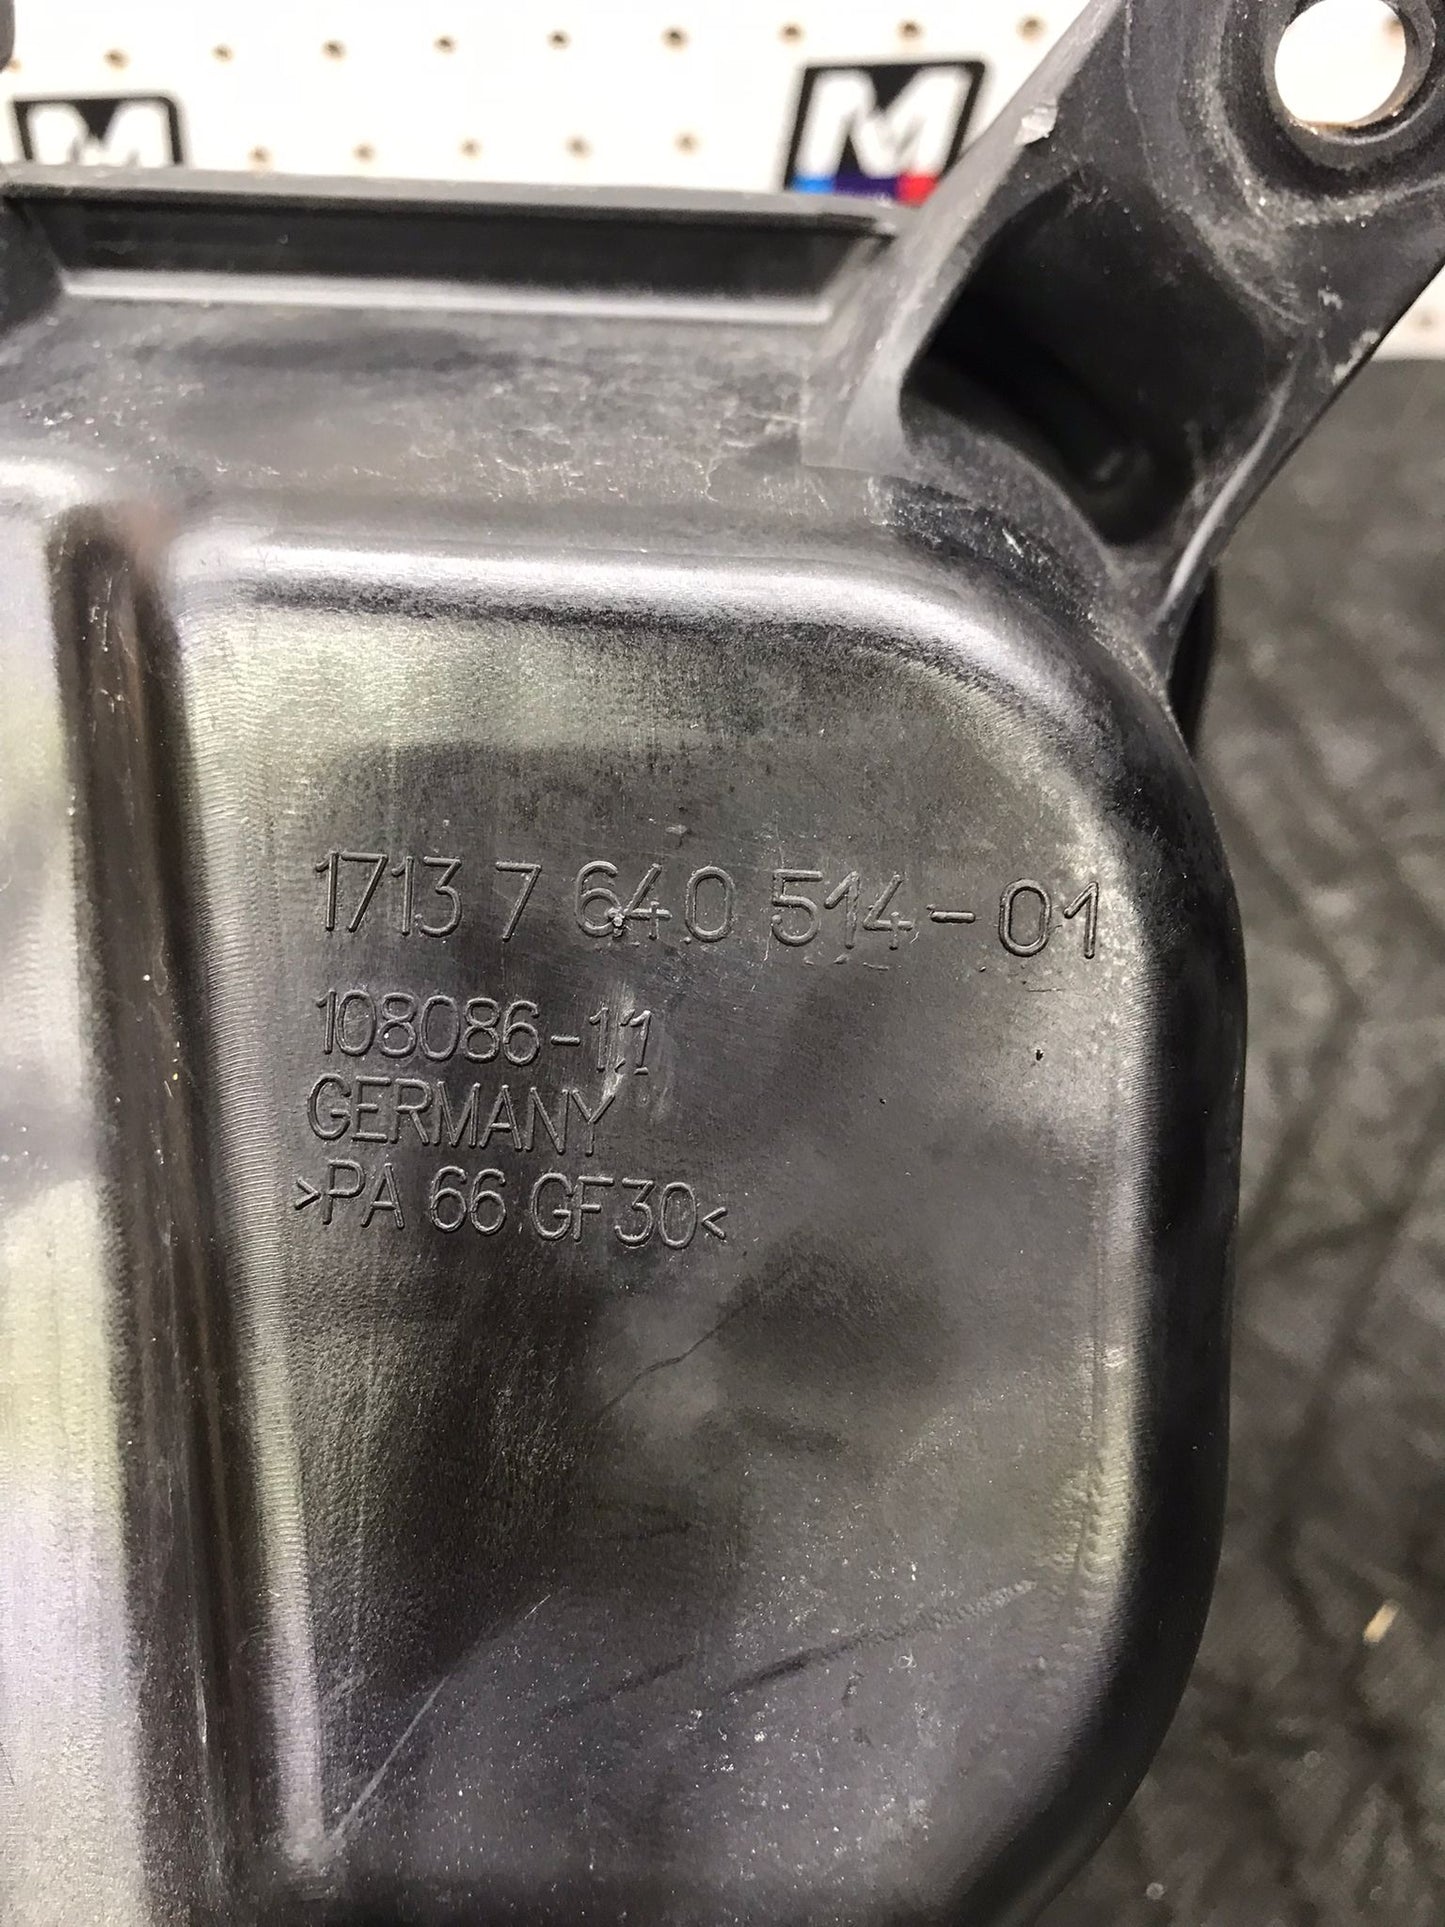 M
M
1713 7 640 514-01
108086-11
GERMANY
>PA 66 GF30<